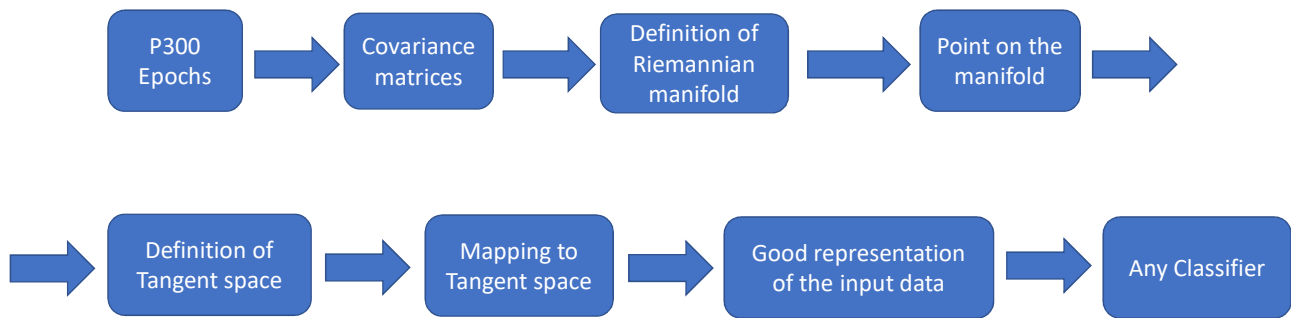 P300
Epochs
Covariance
matrices
Definition of
Riemannian
manifold
Point on the
manifold
Definition of
Tangent space
Mapping to
Tangent space
Good representation
of the input data
Any Classifier